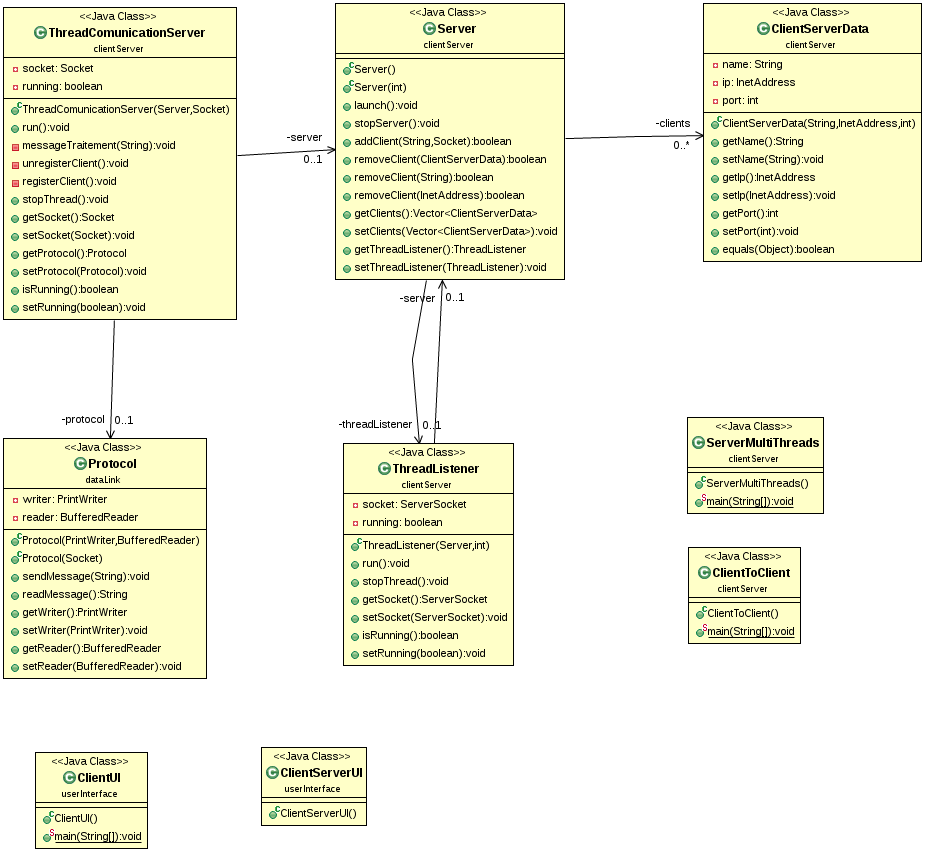 <<Java Class>>
ThreadComunicationServer
clientServer
socket: Socket
running: boolean
ThreadComunicationServer(Server,Socket)
run():void
messageTraitement(String):void
unregisterClient():void
registerClient():void
stopThread():void
getSocket():Socket
setSocket(Socket):void
getProtocol():Protocol
setProtocol(Protocol):void
isRunning():boolean
setRunning(boolean):void
-server
0..1
<<Java Class>>
Server
clientServer
Server()
Server(int)
launch():void
stopServer():void
addClient(String,Socket):boolean
removeClient(ClientServerData):boolean
removeClient(String):boolean
removeClient(InetAddress):boolean
getClients():Vector<ClientServerData>
setClients(Vector<ClientServerData>):void
getThreadListener():ThreadListener
setThreadListener(ThreadListener):void
-clients
0..*
<<Java Class>>
ClientServerData
clientServer
name: String
ip: InetAddress
port: int
ClientServerData(String,InetAddress,int)
getName():String
setName(String):void
getIp():InetAddress
setIp(InetAddress):void
getPort():int
setPort(int):void
equals(Object):boolean
-server
0..1
-protocol
0..1
-threadListener
0..1
<<Java Class>>
Protocol
dataLink
writer: PrintWriter
reader: BufferedReader
Protocol(PrintWriter,BufferedReader)
Protocol(Socket)
sendMessage(String):void
readMessage():String
getWriter():PrintWriter
setWriter(PrintWriter):void
getReader():BufferedReader
setReader(BufferedReader):void
<<Java Class>>
ThreadListener
clientServer
socket: ServerSocket
running: boolean
ThreadListener(Server,int)
run():void
stopThread():void
getSocket():ServerSocket
setSocket(ServerSocket):void
isRunning():boolean
setRunning(boolean):void
<<Java Class>>
ServerMultiThreads
clientServer
ServerMultiThreads()
main(String[]):void
<<Java Class>>
ClientToClient
clientServer
ClientToClient()
main(String[]):void
<<Java Class>>
ClientUI
userInterface
ClientUI()
main(String[]):void
<<Java Class>>
ClientServerUI
userInterface
ClientServerUI()